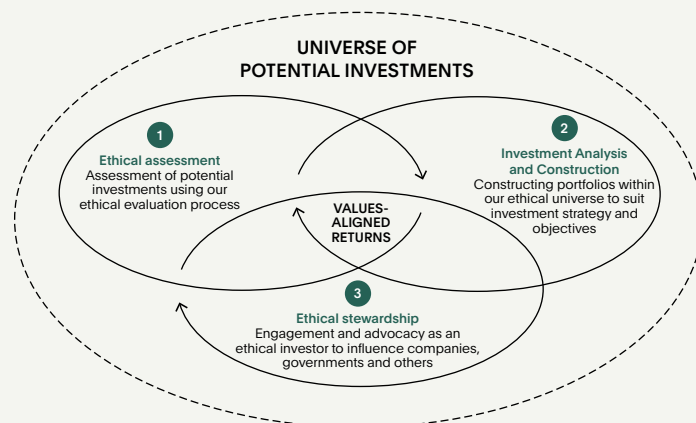 UNIVERSE OF
POTENTIAL INVESTMENTS
1
Ethical assessment
Assessment of potential
investments using our
ethical evaluation process
2
Investment Analysis
and Construction
Constructing portfolios within
our ethical universe to suit
investment strategy and
objectives
VALUES-
ALIGNED
RETURNS
3
Ethical stewardship
Engagement and advocacy as an
ethical investor to influence companies,
governments and others